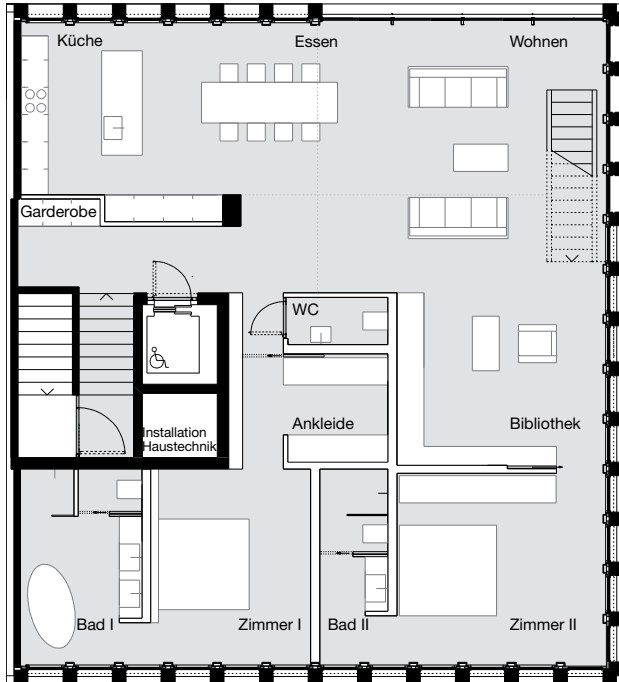 Küche
Essen
Wohnen
Garderobe
WC
Ankleide
Bibliothek
Installation
Haustechnik
Bad I
Zimmer I
Bad II
Zimmer II